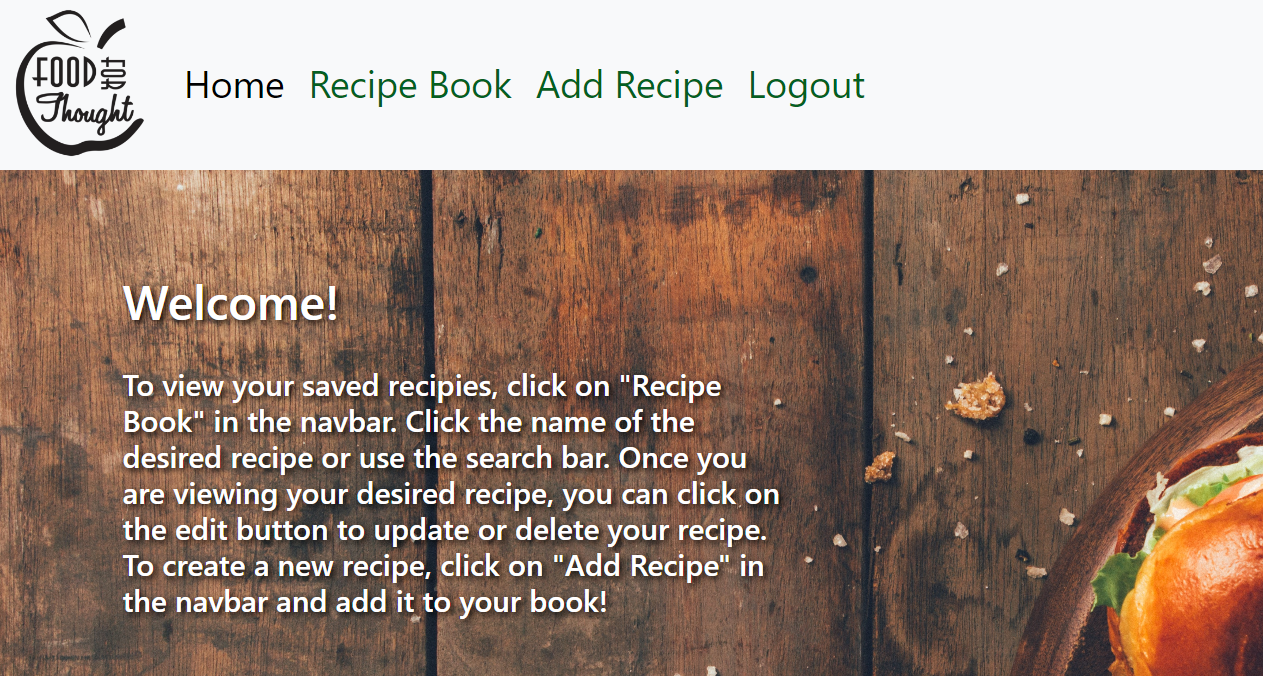 FOOD FOR
Thought
Home Recipe Book Add Recipe Logout
Welcome!
To view your saved recipies, click on "Recipe
Book" in the navbar. Click the name of the
desired recipe or use the search bar. Once you
are viewing your desired recipe, you can click on
the edit button to update or delete your recipe.
To create a new recipe, click on "Add Recipe" in
the navbar and add it to your book!